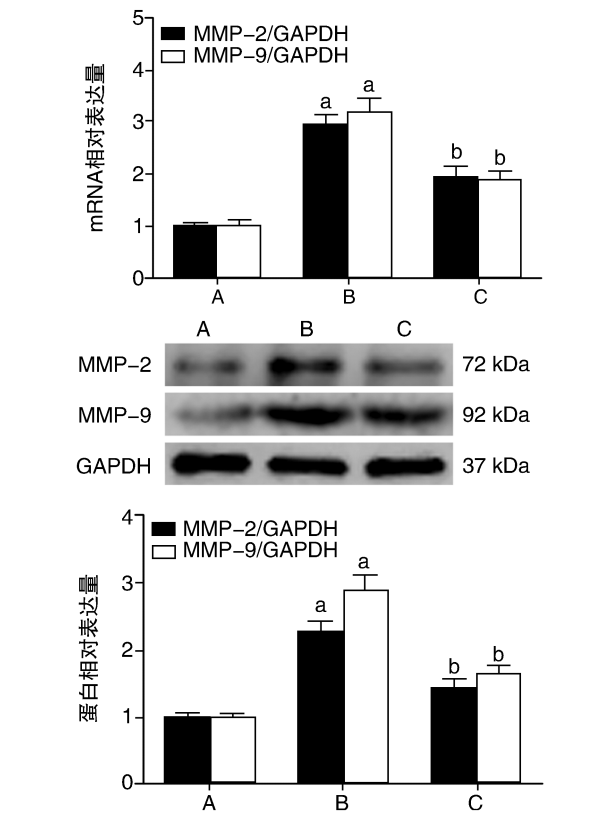 5
MMP-2/GAPDH
MMP-9/GAPDH
4
3
2
1
0
mRNA相对表达量
a
a
b
b
A
B
C
A
B
C
MMP-2
72 kDa
MMP-9
92 kDa
GAPDH
37 kDa
4
MMP-2/GAPDH
MMP-9/GAPDH
3
2
1
0
蛋白相对表达量
a
a
b
b
A
B
C